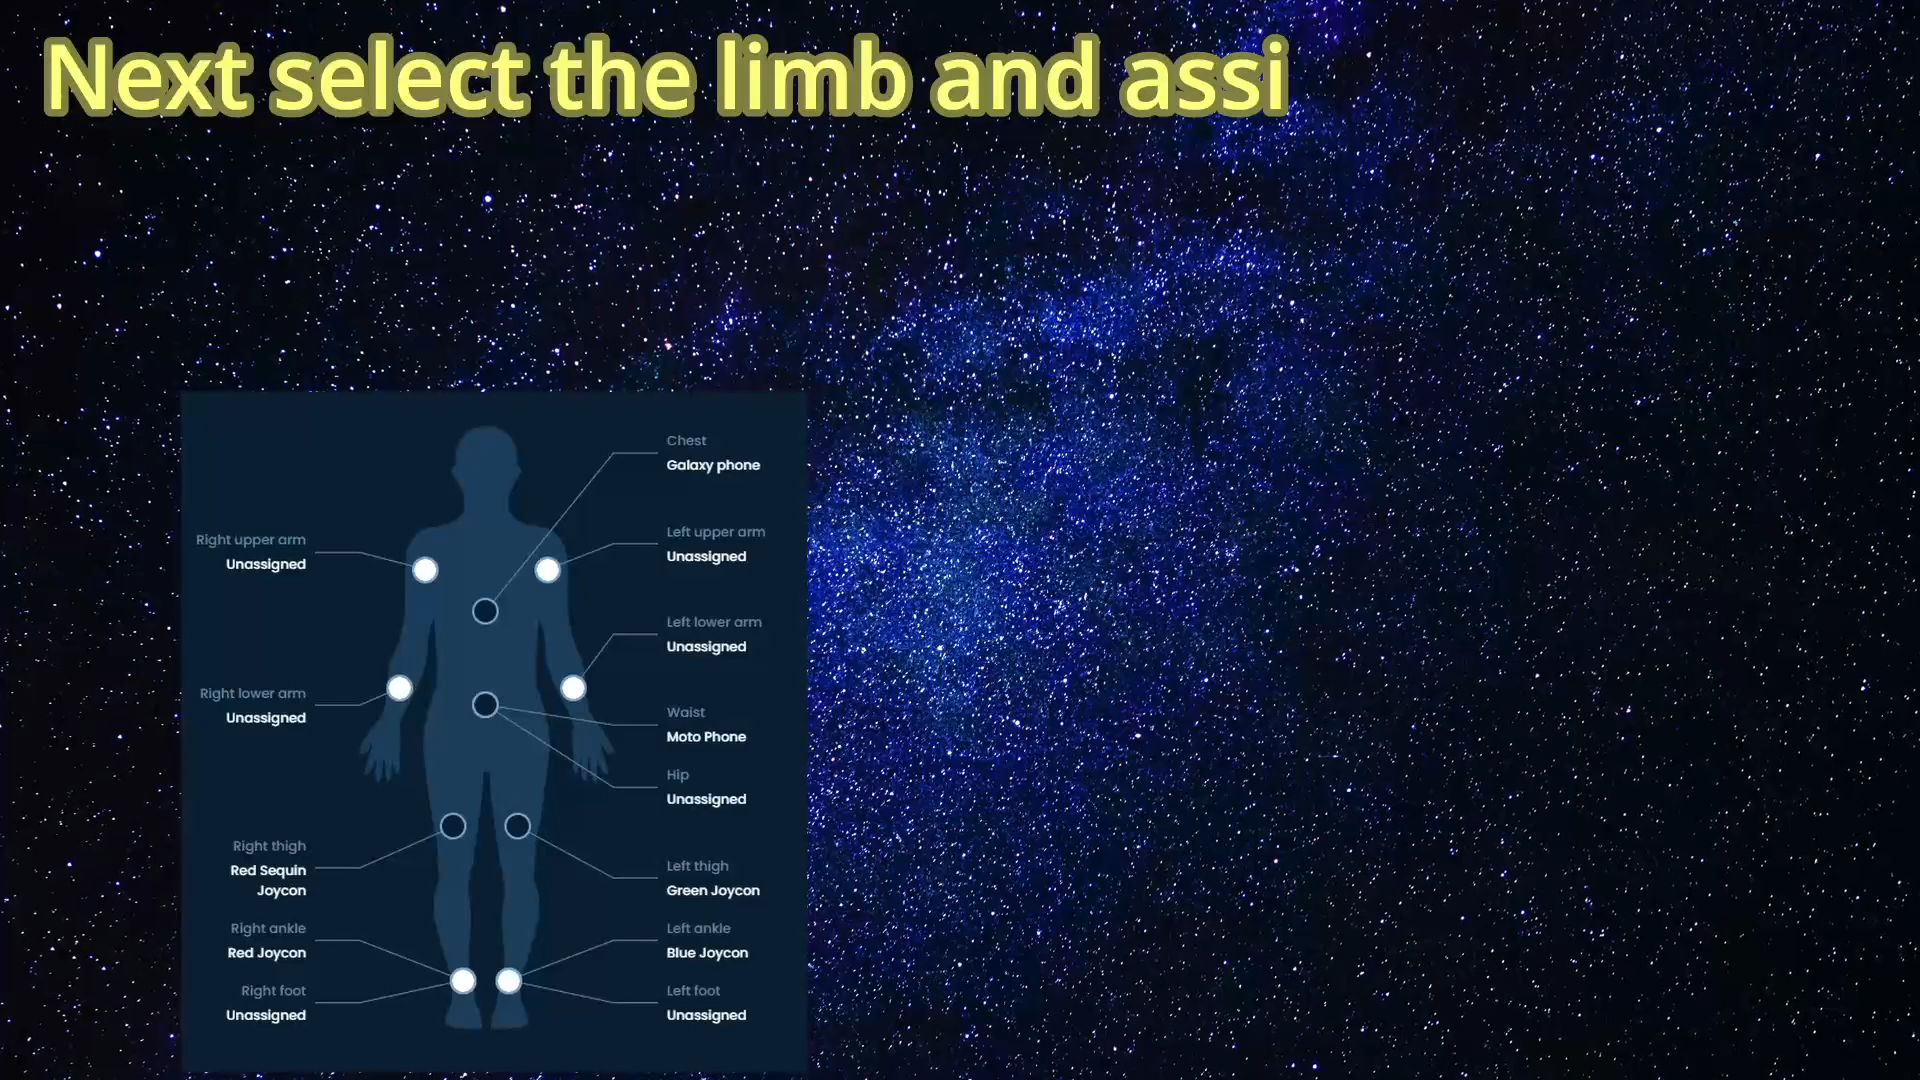 Next select the limb and assi
Chest
Galaxy phone
Right upper arm
Unassigned
Left upper arm
Unassigned
Left lower arm
Unassigned
Right lower arm
Unassigned
Waist
Moto Phone
Hip
Unassigned
Right thigh
Red Sequin
Joycon
Left thigh
Green Joycon
Right ankle
Red Joycon
Left ankle
Blue Joycon
Right foot
Unassigned
Left foot
Unassigned